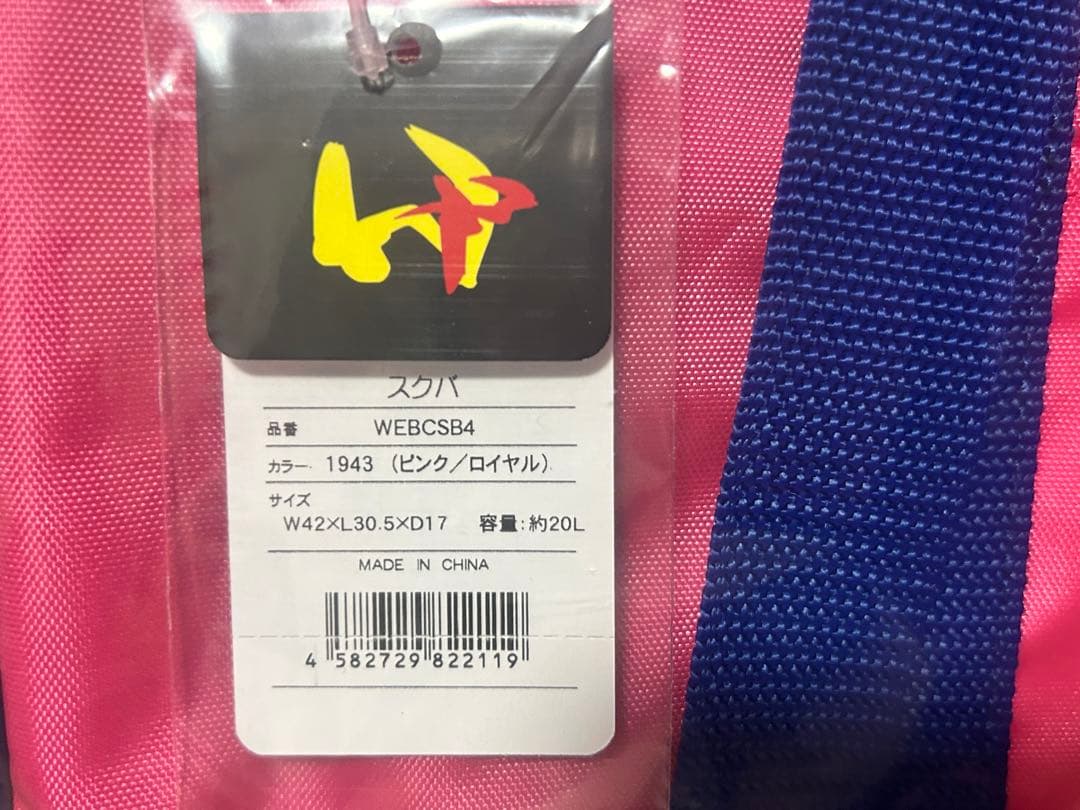 スクバ
品番 WEBCSB4
カラー 1943 (ピンク/ロイヤル)
サイズ
W42×L30.5×D17 容量:約20L
MADE IN CHINA
4 582729 822119